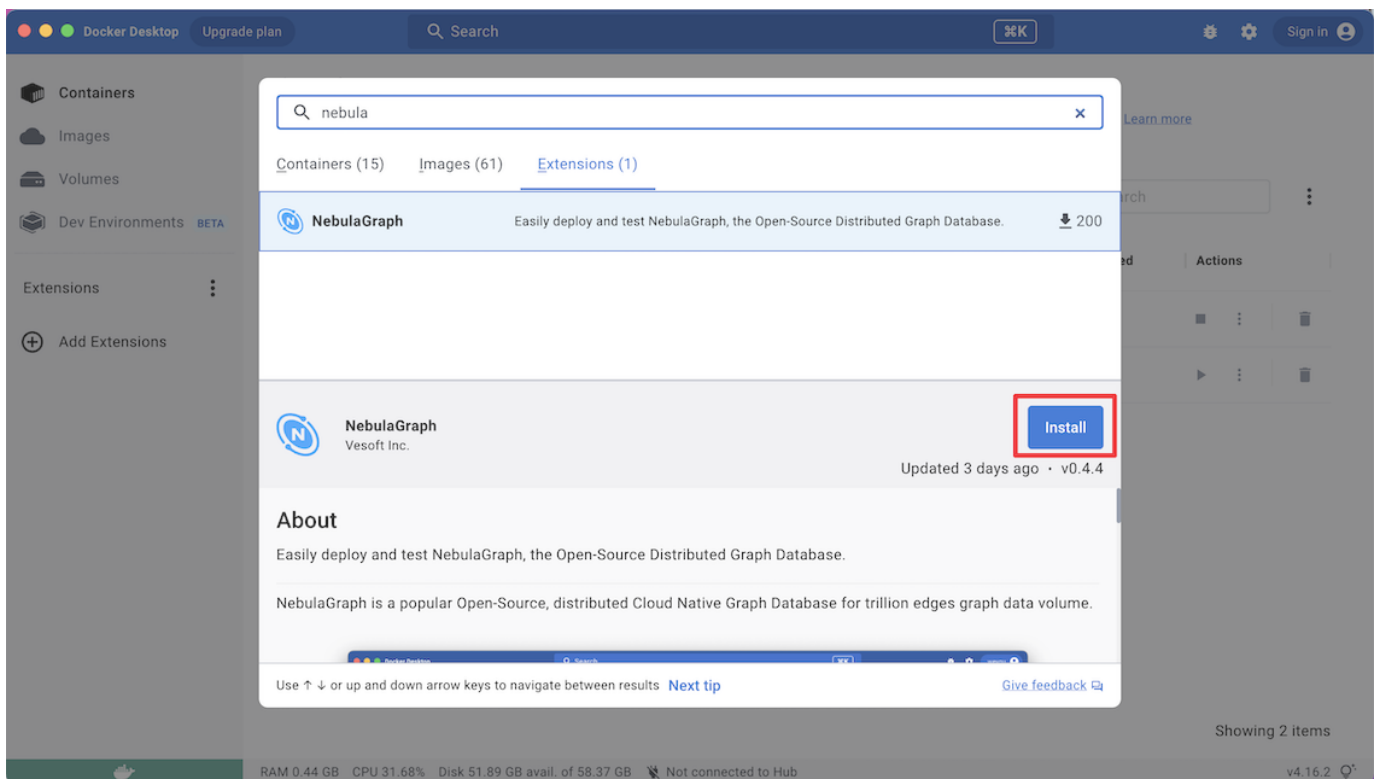 Docker Desktop Upgrade plan Search ⌘K Sign in
Containers
Images
Volumes
Dev Environments BETA
Extensions
Add Extensions
nebula
Learn more
Containers (15) Images (61) Extensions (1)
NebulaGraph Easily deploy and test NebulaGraph, the Open-Source Distributed Graph Database. 200
Actions
NebulaGraph
Vesoft Inc.
Install
Updated 3 days ago · v0.4.4
About
Easily deploy and test NebulaGraph, the Open-Source Distributed Graph Database.
NebulaGraph is a popular Open-Source, distributed Cloud Native Graph Database for trillion edges graph data volume.
Docker Desktop Search ⌘K
Use ↑ ↓ or up and down arrow keys to navigate between results Next tip Give feedback
Showing 2 items
RAM 0.44 GB CPU 31.68% Disk 51.89 GB avail. of 58.37 GB Not connected to Hub v4.16.2